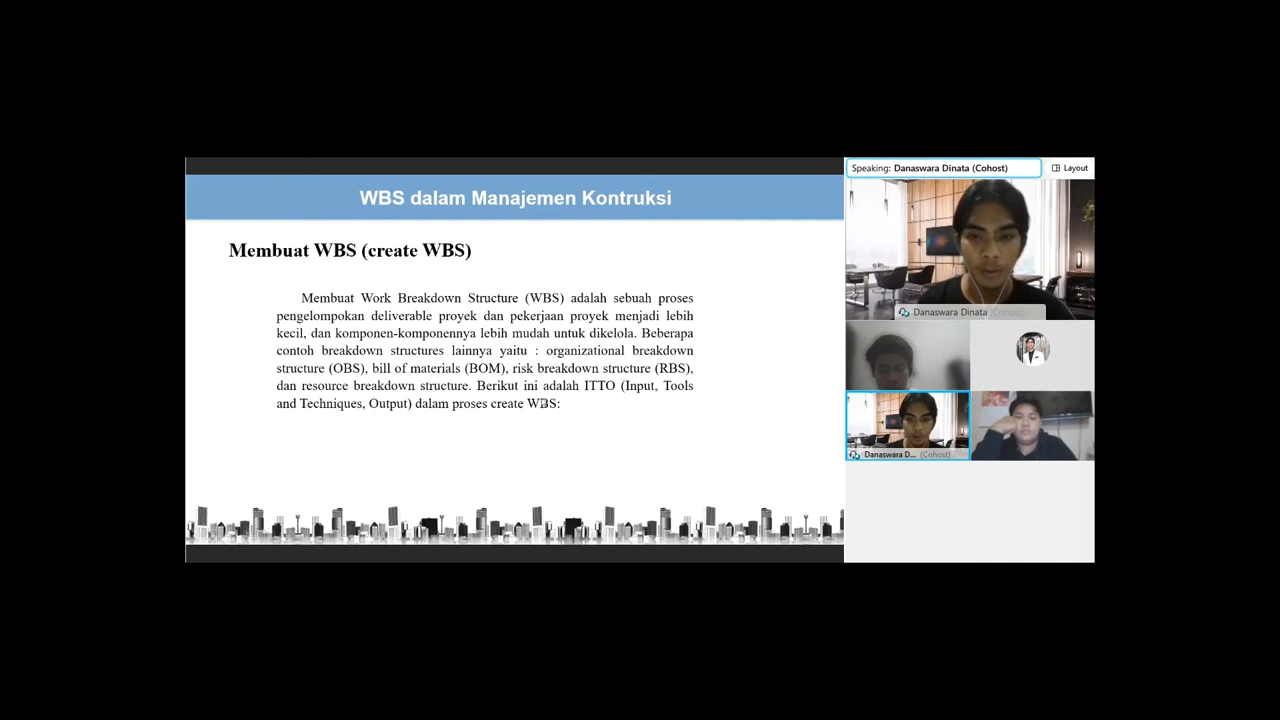 WBS dalam Manajemen Kontruksi
Membuat WBS (create WBS)
Membuat Work Breakdown Structure (WBS) adalah sebuah proses
pengelompokan deliverable proyek dan pekerjaan proyek menjadi lebih
kecil, dan komponen-komponennya lebih mudah untuk dikelola. Beberapa
contoh breakdown structures lainnya yaitu : organizational breakdown
structure (OBS), bill of materials (BOM), risk breakdown structure (RBS),
dan resource breakdown structure. Berikut ini adalah ITTO (Input, Tools
and Techniques, Output) dalam proses create WBS:
Speaking: Danaswara Dinata (Cohost)
Layout
Danaswara Dinata (Cohost)
Danaswara D... (Cohost)